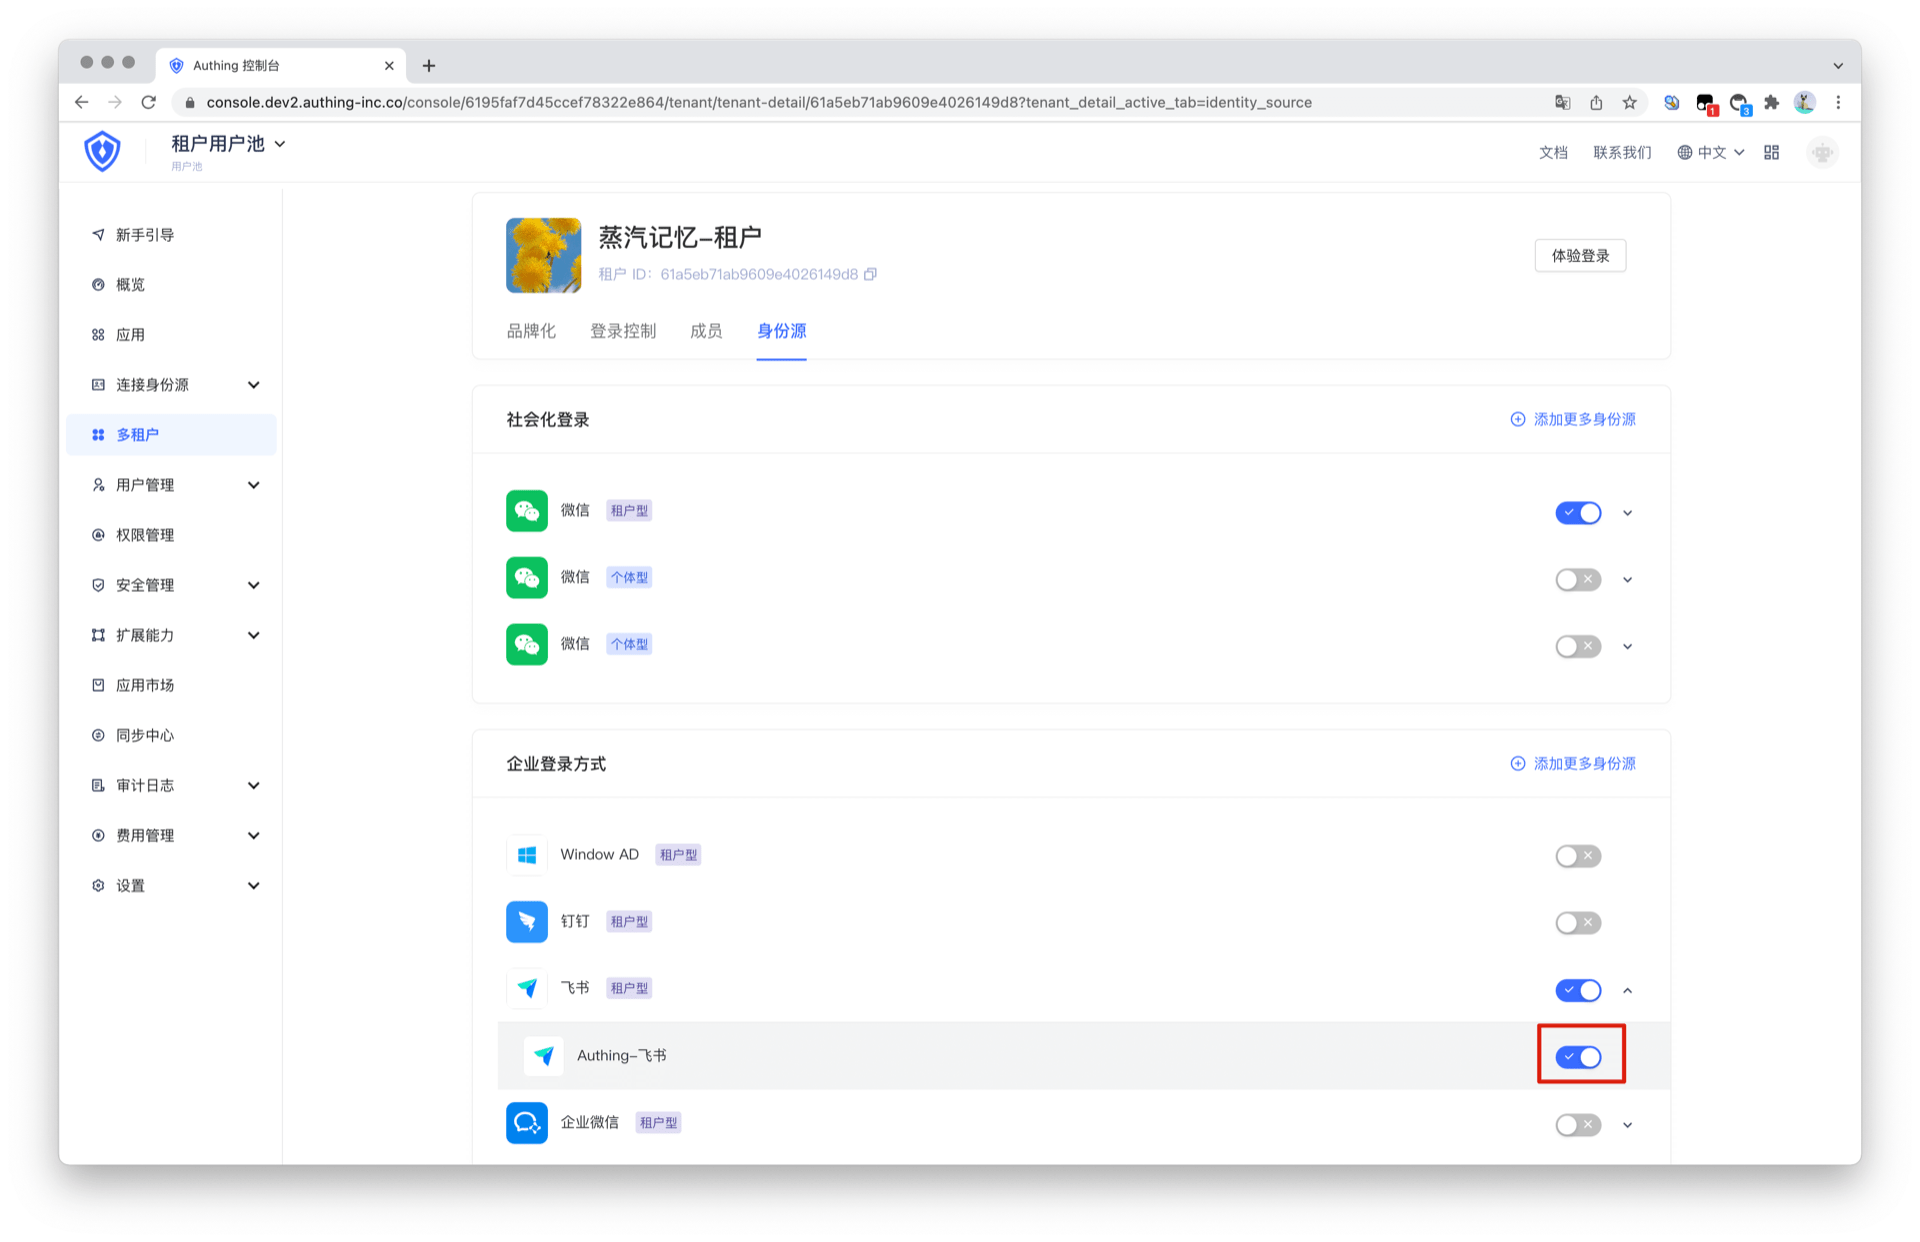 Authing 控制台
console.dev2.authing-inc.co/console/6195faf7d45ccef78322e864/tenant/tenant-detail/61a5eb71ab9609e4026149d8?tenant_detail_active_tab=identity_source
1
3
租户用户池
用户池
文档
联系我们
中文
新手引导
概览
应用
连接身份源
多租户
用户管理
权限管理
安全管理
扩展能力
应用市场
同步中心
审计日志
费用管理
设置
蒸汽记忆-租户
租户 ID: 61a5eb71ab9609e4026149d8
体验登录
品牌化 登录控制 成员 身份源
社会化登录
添加更多身份源
微信 租户型
微信 个体型
微信 个体型
企业登录方式
添加更多身份源
Window AD 租户型
钉钉 租户型
飞书 租户型
Authing-飞书
企业微信 租户型